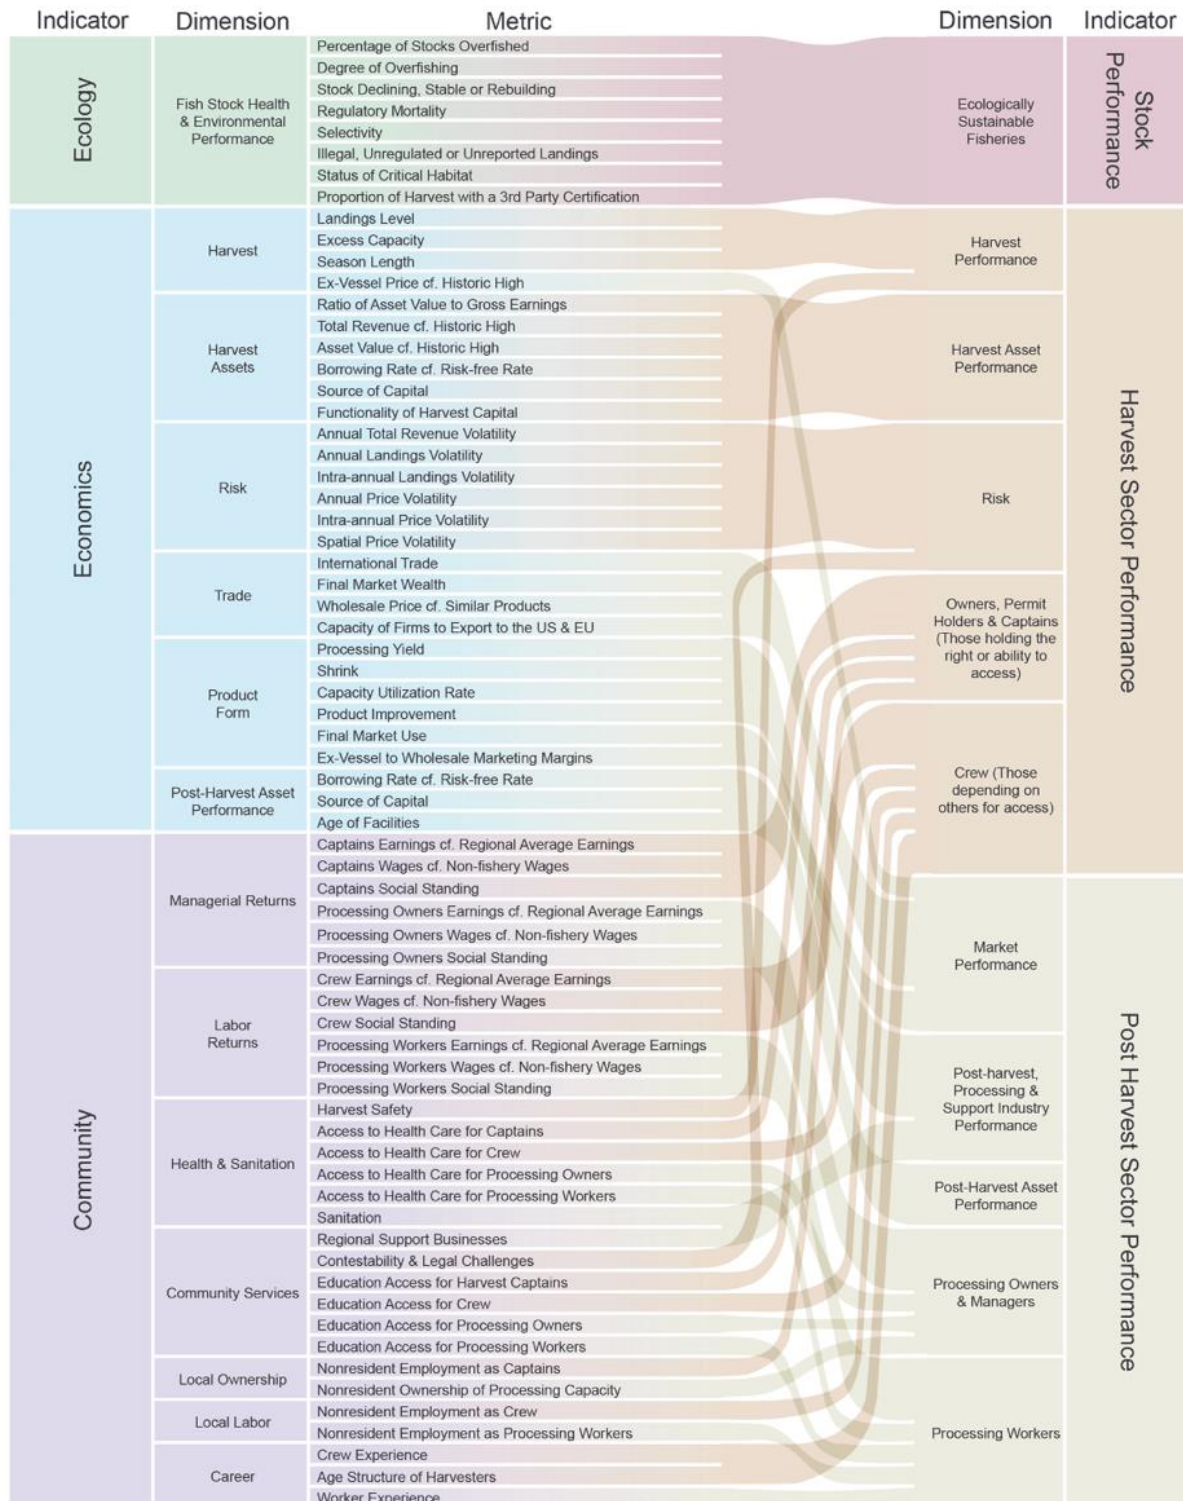 Indicator
Dimension
Metric
Dimension
Indicator
Ecology
Fish Stock Health
& Environmental
Performance
Percentage of Stocks Overfished
Degree of Overfishing
Stock Declining, Stable or Rebuilding
Regulatory Mortality
Selectivity
Illegal, Unregulated or Unreported Landings
Status of Critical Habitat
Proportion of Harvest with a 3rd Party Certification
Economics
Harvest
Landings Level
Excess Capacity
Season Length
Ex-Vessel Price cf. Historic High
Harvest
Assets
Ratio of Asset Value to Gross Earnings
Total Revenue cf. Historic High
Asset Value cf. Historic High
Borrowing Rate cf. Risk-free Rate
Source of Capital
Functionality of Harvest Capital
Risk
Annual Total Revenue Volatility
Annual Landings Volatility
Intra-annual Landings Volatility
Annual Price Volatility
Intra-annual Price Volatility
Spatial Price Volatility
Trade
International Trade
Final Market Wealth
Wholesale Price cf. Similar Products
Capacity of Firms to Export to the US & EU
Product
Form
Processing Yield
Shrink
Capacity Utilization Rate
Product Improvement
Final Market Use
Ex-Vessel to Wholesale Marketing Margins
Post-Harvest Asset
Performance
Borrowing Rate cf. Risk-free Rate
Source of Capital
Age of Facilities
Community
Managerial Returns
Captains Earnings cf. Regional Average Earnings
Captains Wages cf. Non-fishery Wages
Captains Social Standing
Processing Owners Earnings cf. Regional Average Earnings
Processing Owners Wages cf. Non-fishery Wages
Processing Owners Social Standing
Labor
Returns
Crew Earnings cf. Regional Average Earnings
Crew Wages cf. Non-fishery Wages
Crew Social Standing
Processing Workers Earnings cf. Regional Average Earnings
Processing Workers Wages cf. Non-fishery Wages
Processing Workers Social Standing
Health & Sanitation
Harvest Safety
Access to Health Care for Captains
Access to Health Care for Crew
Access to Health Care for Processing Owners
Access to Health Care for Processing Workers
Sanitation
Community Services
Regional Support Businesses
Contestability & Legal Challenges
Education Access for Harvest Captains
Education Access for Crew
Education Access for Processing Owners
Education Access for Processing Workers
Local Ownership
Nonresident Employment as Captains
Nonresident Ownership of Processing Capacity
Local Labor
Nonresident Employment as Crew
Nonresident Employment as Processing Workers
Career
Crew Experience
Age Structure of Harvesters
Worker Experience
Ecologically
Sustainable
Fisheries
Stock
Performance
Harvest
Performance
Harvest Asset
Performance
Risk
Owners, Permit
Holders & Captains
(Those holding the
right or ability to
access)
Crew (Those
depending on
others for access)
Harvest Sector Performance
Market
Performance
Post-harvest,
Processing &
Support Industry
Performance
Post-Harvest Asset
Performance
Processing Owners
& Managers
Processing Workers
Post Harvest Sector Performance